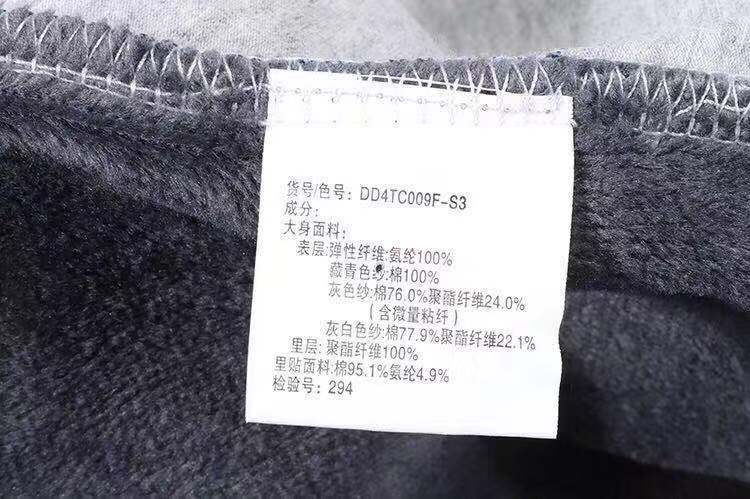 货号/色号: DD4TC009F-S3
成分:
大身面料:
表层:弹性纤维:氨纶100%
藏青色纱:棉100%
灰色纱:棉76.0%聚酯纤维24.0%
(含微量粘纤)
灰白色纱:棉77.9%聚酯纤维22.1%
里层: 聚酯纤维100%
里贴面料:棉95.1%氨纶4.9%
检验号: 294